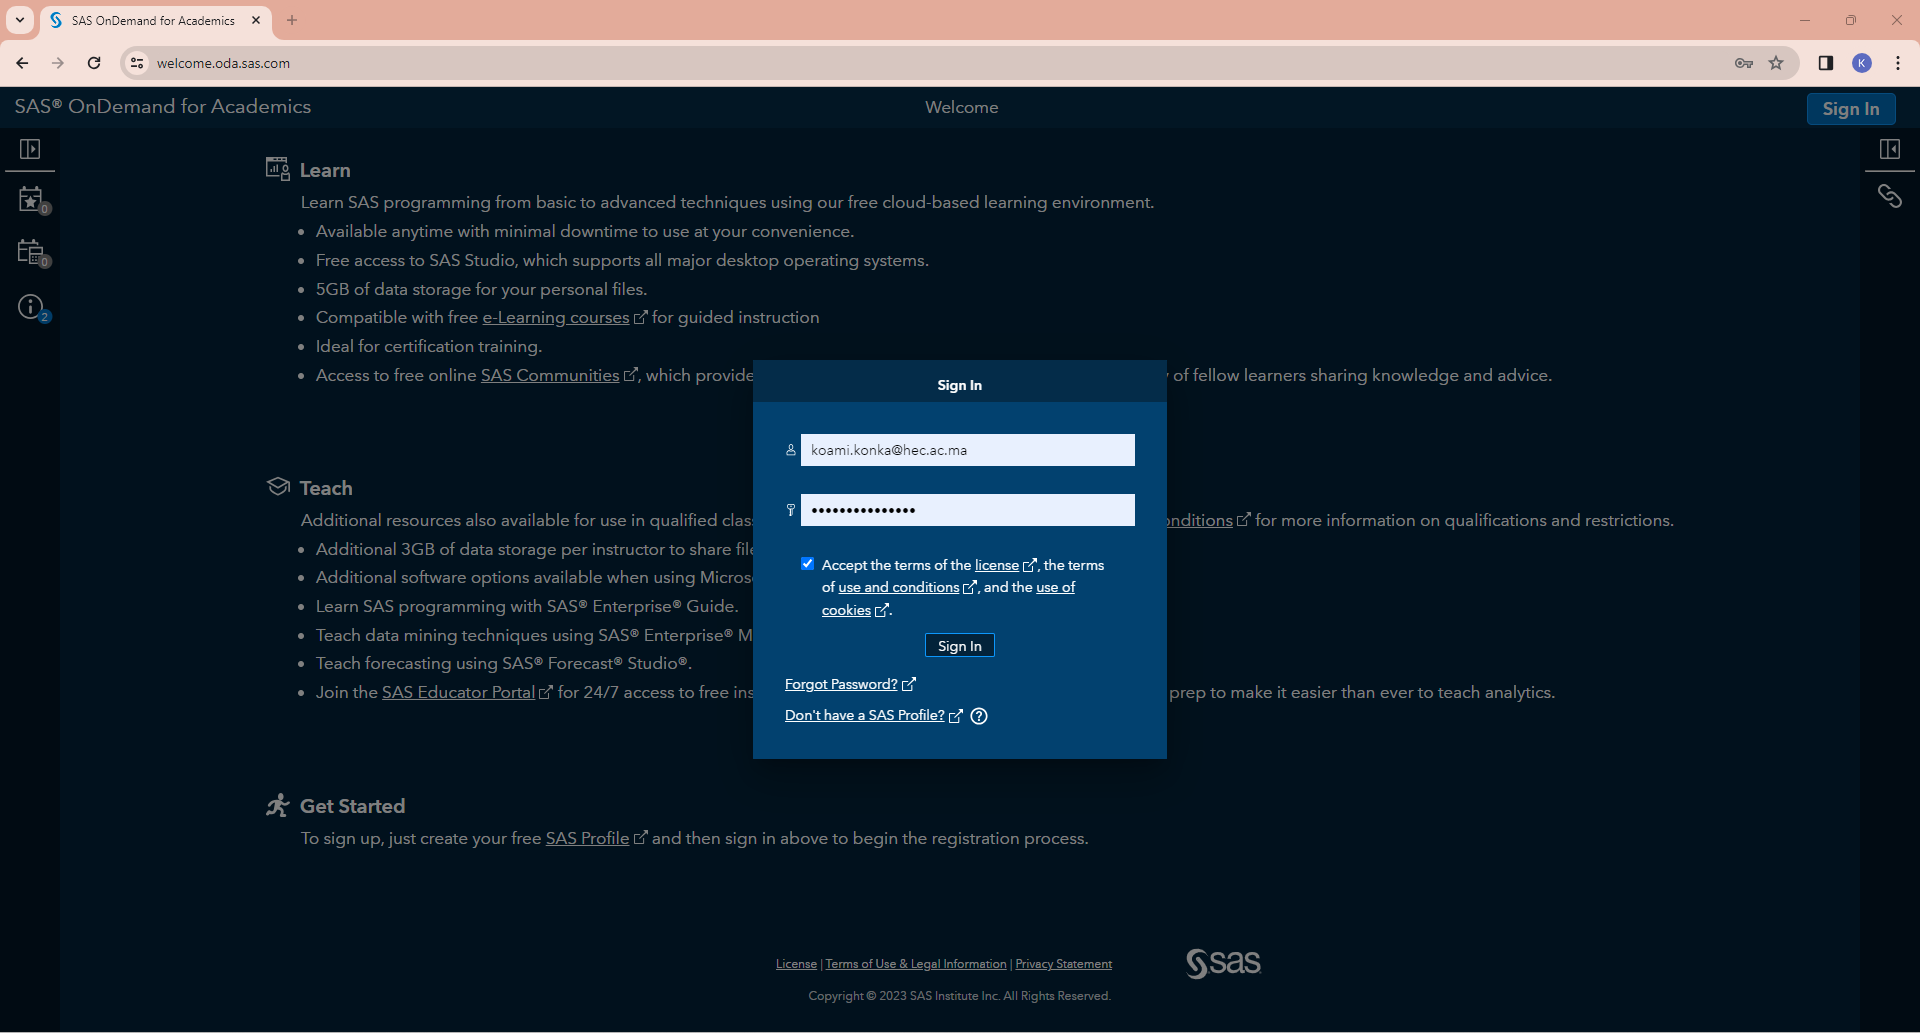 SAS OnDemand for Academics
welcome.oda.sas.com
K
SAS® OnDemand for Academics
Welcome
Sign In
0
0
2
Learn
Learn SAS programming from basic to advanced techniques using our free cloud-based learning environment.
• Available anytime with minimal downtime to use at your convenience.
• Free access to SAS Studio, which supports all major desktop operating systems.
• 5GB of data storage for your personal files.
• Compatible with free e-Learning courses for guided instruction
• Ideal for certification training.
• Access to free online SAS Communities, which provide of fellow learners sharing knowledge and advice.
Teach
Additional resources also available for use in qualified for more information on qualifications and restrictions.
• Additional 3GB of data storage per instructor to share
• Additional software options available when using
• Learn SAS programming with SAS® Enterprise® Guide.
• Teach data mining techniques using SAS® Enterprise® M
• Teach forecasting using SAS® Forecast® Studio®.
• Join the SAS Educator Portal for 24/7 access to free prep to make it easier than ever to teach analytics.
Get Started
To sign up, just create your free SAS Profile and then sign in above to begin the registration process.
Sign In
koami.konka@hec.ac.ma
•••••••••••••••
Accept the terms of the license, the terms
of use and conditions, and the use of
cookies.
Sign In
Forgot Password?
Don't have a SAS Profile?
License | Terms of Use & Legal Information | Privacy Statement
sas
Copyright © 2023 SAS Institute Inc. All Rights Reserved.